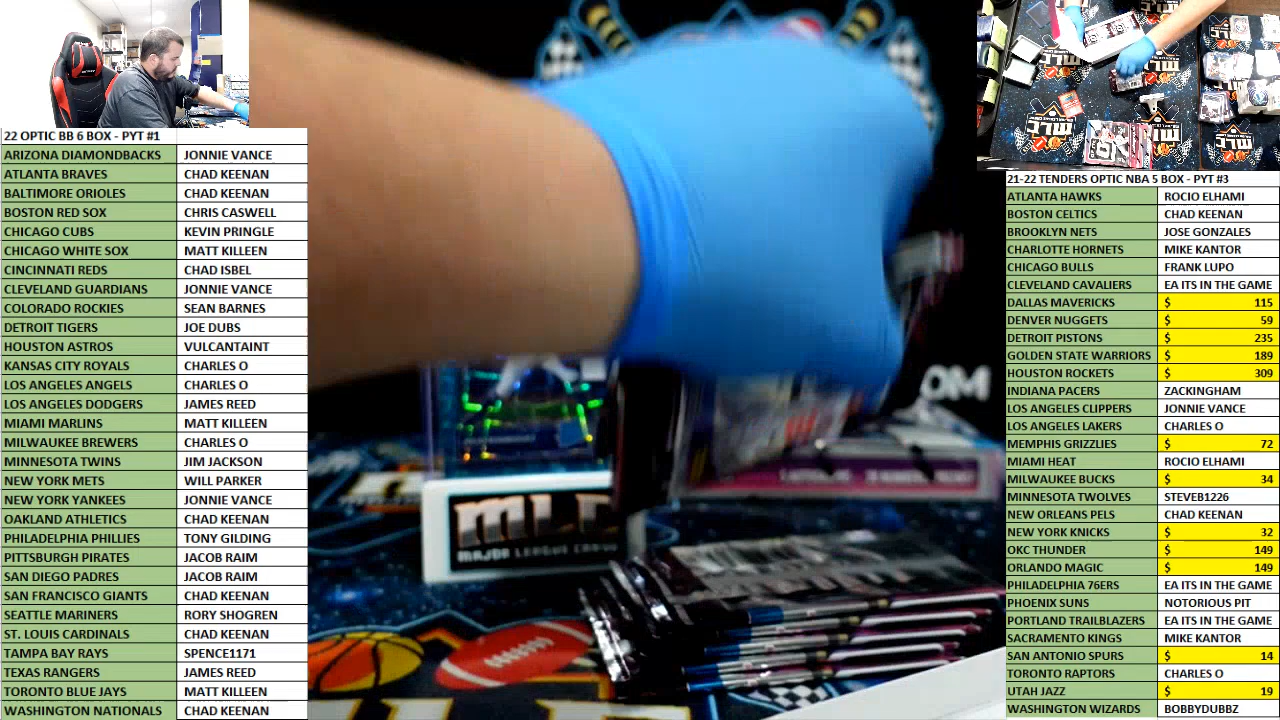 22 OPTIC BB 6 BOX - PYT #1
ARIZONA DIAMONDBACKS JONNIE VANCE
ATLANTA BRAVES CHAD KEENAN
BALTIMORE ORIOLES CHAD KEENAN
BOSTON RED SOX CHRIS CASWELL
CHICAGO CUBS KEVIN PRINGLE
CHICAGO WHITE SOX MATT KILLEEN
CINCINNATI REDS CHAD ISBEL
CLEVELAND GUARDIANS JONNIE VANCE
COLORADO ROCKIES SEAN BARNES
DETROIT TIGERS JOE DUBS
HOUSTON ASTROS VULCANTAINT
KANSAS CITY ROYALS CHARLES O
LOS ANGELES ANGELS CHARLES O
LOS ANGELES DODGERS JAMES REED
MIAMI MARLINS MATT KILLEEN
MILWAUKEE BREWERS CHARLES O
MINNESOTA TWINS JIM JACKSON
NEW YORK METS WILL PARKER
NEW YORK YANKEES JONNIE VANCE
OAKLAND ATHLETICS CHAD KEENAN
PHILADELPHIA PHILLIES TONY GILDING
PITTSBURGH PIRATES JACOB RAIM
SAN DIEGO PADRES JACOB RAIM
SAN FRANCISCO GIANTS CHAD KEENAN
SEATTLE MARINERS RORY SHOGREN
ST. LOUIS CARDINALS CHAD KEENAN
TAMPA BAY RAYS SPENCE1171
TEXAS RANGERS JAMES REED
TORONTO BLUE JAYS MATT KILLEEN
WASHINGTON NATIONALS CHAD KEENAN
OM
MAJOR LEAGUE
21-22 TENDERS OPTIC NBA 5 BOX - PYT #3
ATLANTA HAWKS ROCIO ELHAMI
BOSTON CELTICS CHAD KEENAN
BROOKLYN NETS JOSE GONZALES
CHARLOTTE HORNETS MIKE KANTOR
CHICAGO BULLS FRANK LUPO
CLEVELAND CAVALIERS EA ITS IN THE GAME
DALLAS MAVERICKS $ 115
DENVER NUGGETS $ 59
DETROIT PISTONS $ 235
GOLDEN STATE WARRIORS $ 189
HOUSTON ROCKETS $ 309
INDIANA PACERS ZACKINGHAM
LOS ANGELES CLIPPERS JONNIE VANCE
LOS ANGELES LAKERS CHARLES O
MEMPHIS GRIZZLIES $ 72
MIAMI HEAT ROCIO ELHAMI
MILWAUKEE BUCKS $ 34
MINNESOTA TWOLVES STEVEB1226
NEW ORLEANS PELS CHAD KEENAN
NEW YORK KNICKS $ 32
OKC THUNDER $ 149
ORLANDO MAGIC $ 149
PHILADELPHIA 76ERS EA ITS IN THE GAME
PHOENIX SUNS NOTORIOUS PIT
PORTLAND TRAILBLAZERS EA ITS IN THE GAME
SACRAMENTO KINGS MIKE KANTOR
SAN ANTONIO SPURS $ 14
TORONTO RAPTORS CHARLES O
UTAH JAZZ $ 19
WASHINGTON WIZARDS BOBBYDUBBZ